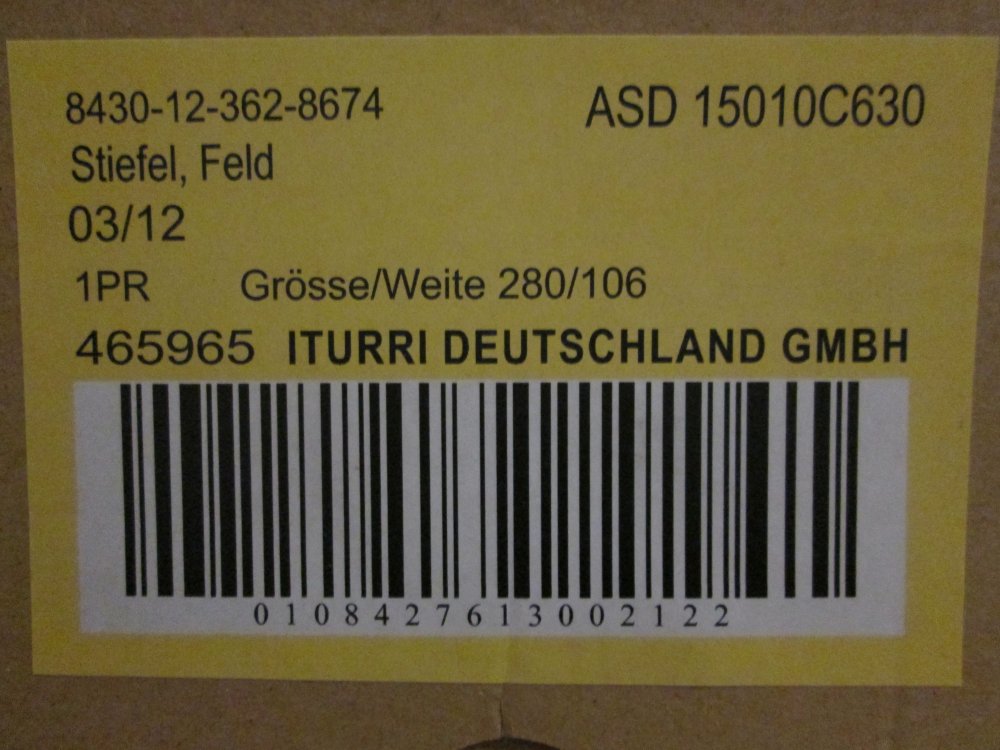 8430-12-362-8674 ASD 15010C630
Stiefel, Feld
03/12
1PR Grösse/Weite 280/106
465965 ITURRI DEUTSCHLAND GMBH
0108427613002122